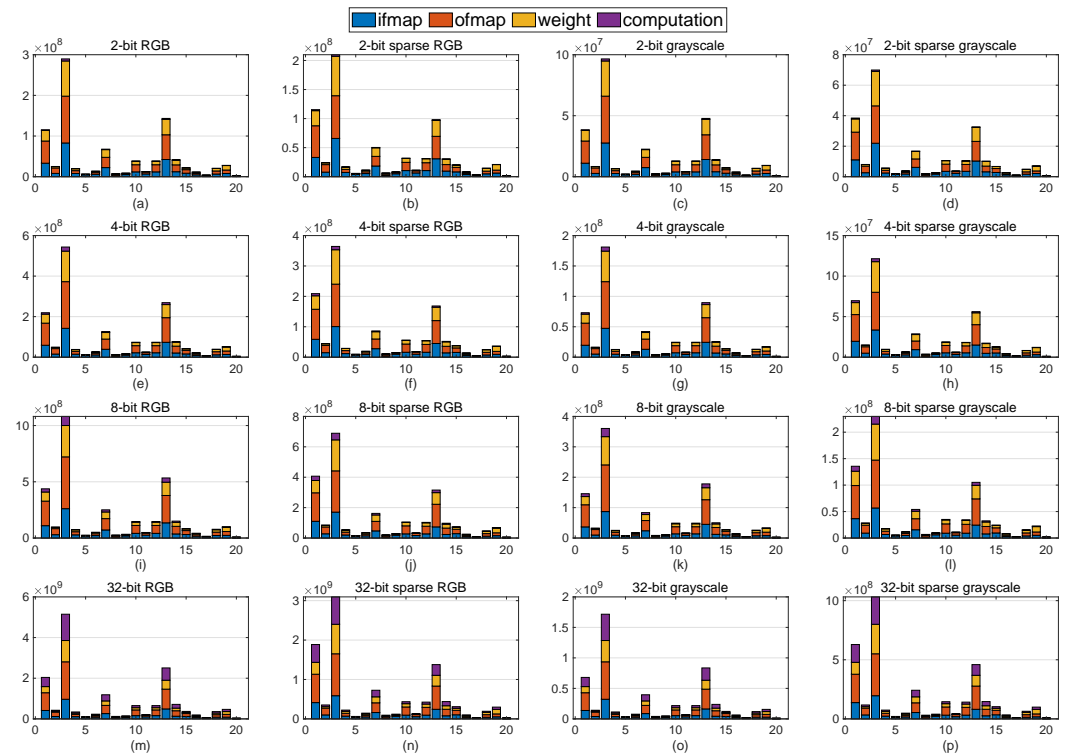 ifmap ofmap weight computation
×10^8 2-bit RGB ×10^8 2-bit sparse RGB ×10^7 2-bit grayscale ×10^7 2-bit sparse grayscale
3 2 1 0
2 1.5 1 0.5 0
10 5 0
8 6 4 2 0
0 5 10 15 20 0 5 10 15 20 0 5 10 15 20 0 5 10 15 20
(a) (b) (c) (d)
×10^8 4-bit RGB ×10^8 4-bit sparse RGB ×10^8 4-bit grayscale ×10^7 4-bit sparse grayscale
6 4 2 0
4 3 2 1 0
2 1.5 1 0.5 0
15 10 5 0
0 5 10 15 20 0 5 10 15 20 0 5 10 15 20 0 5 10 15 20
(e) (f) (g) (h)
×10^8 8-bit RGB ×10^8 8-bit sparse RGB ×10^8 8-bit grayscale ×10^8 8-bit sparse grayscale
10 5 0
8 6 4 2 0
4 3 2 1 0
2 1.5 1 0.5 0
0 5 10 15 20 0 5 10 15 20 0 5 10 15 20 0 5 10 15 20
(i) (j) (k) (l)
×10^9 32-bit RGB ×10^9 32-bit sparse RGB ×10^9 32-bit grayscale ×10^8 32-bit sparse grayscale
6 4 2 0
3 2 1 0
2 1.5 1 0.5 0
10 5 0
0 5 10 15 20 0 5 10 15 20 0 5 10 15 20 0 5 10 15 20
(m) (n) (o) (p)